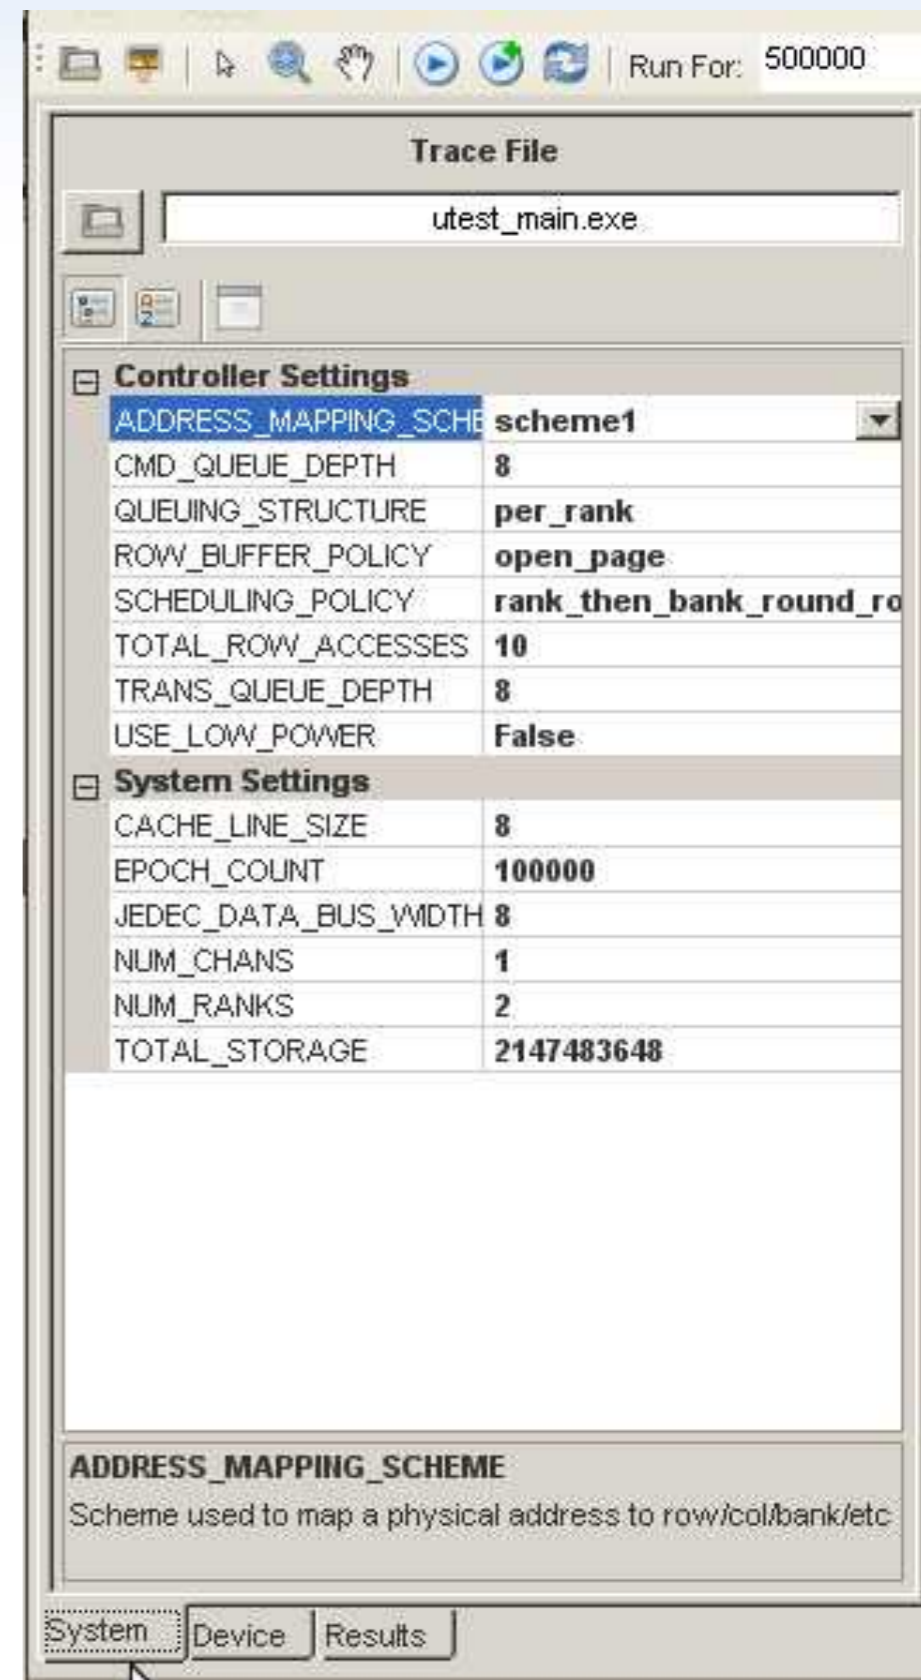 Run For: 500000
Trace File
utest_main.exe
Controller Settings
ADDRESS_MAPPING_SCHE scheme1
CMD_QUEUE_DEPTH 8
QUEUING_STRUCTURE per_rank
ROW_BUFFER_POLICY open_page
SCHEDULING_POLICY rank_then_bank_round_ro
TOTAL_ROW_ACCESSES 10
TRANS_QUEUE_DEPTH 8
USE_LOW_POWER False
System Settings
CACHE_LINE_SIZE 8
EPOCH_COUNT 100000
JEDEC_DATA_BUS_WIDTH 8
NUM_CHANS 1
NUM_RANKS 2
TOTAL_STORAGE 2147483648
ADDRESS_MAPPING_SCHEME
Scheme used to map a physical address to row/col/bank/etc
System Device Results